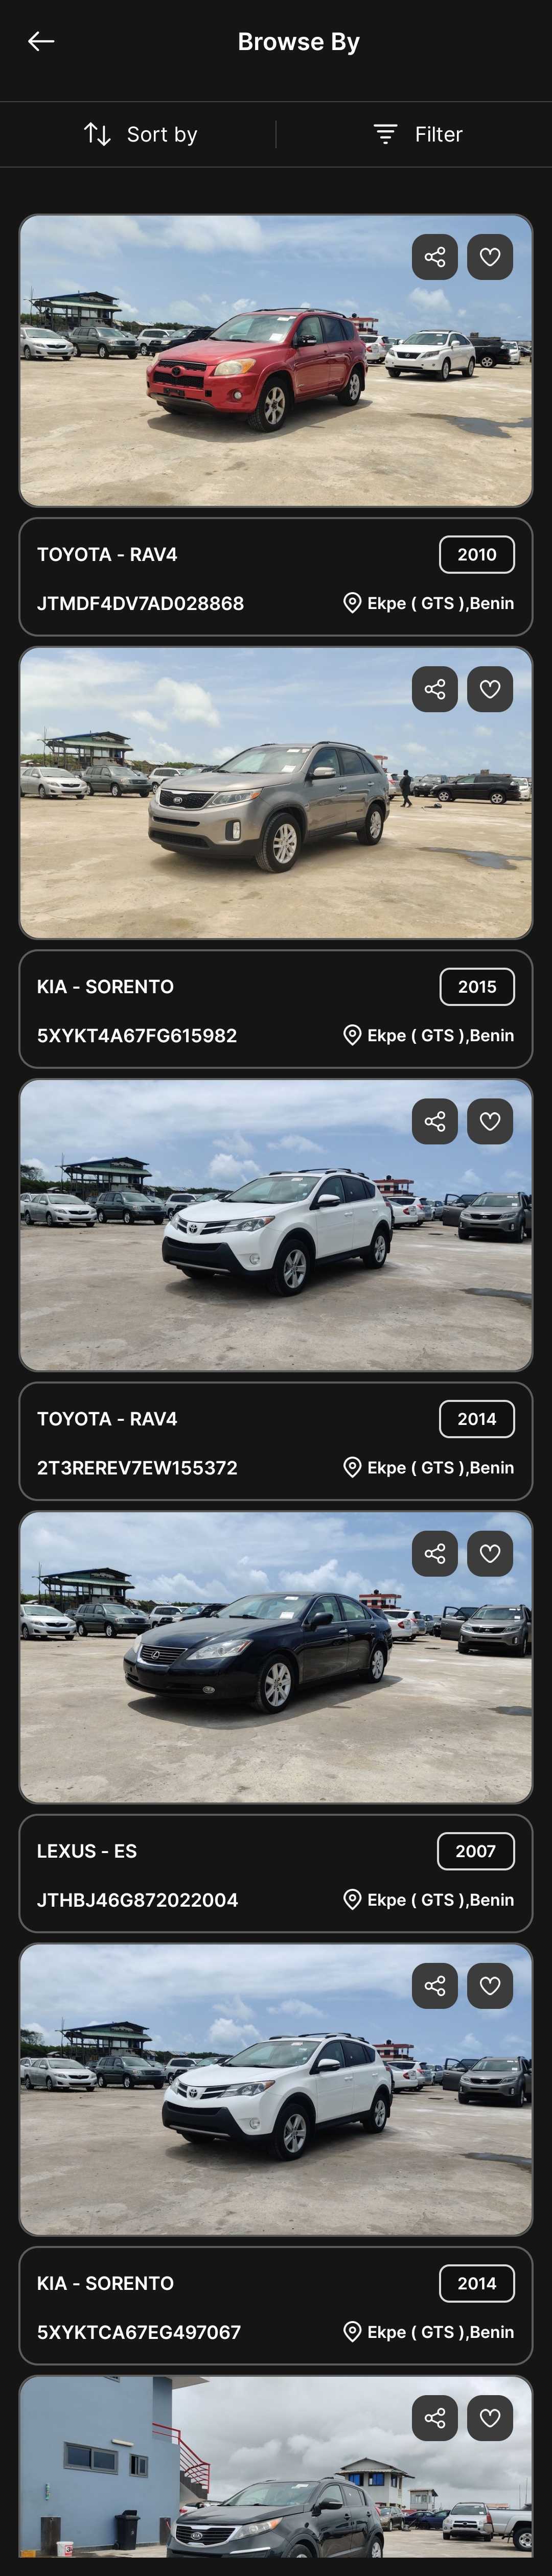 Browse By
Sort by
Filter
TOYOTA - RAV4
2010
JTMDF4DV7AD028868
Ekpe ( GTS ),Benin
KIA - SORENTO
2015
5XYKT4A67FG615982
Ekpe ( GTS ),Benin
TOYOTA - RAV4
2014
2T3REREV7EW155372
Ekpe ( GTS ),Benin
LEXUS - ES
2007
JTHBJ46G872022004
Ekpe ( GTS ),Benin
KIA - SORENTO
2014
5XYKTCA67EG497067
Ekpe ( GTS ),Benin